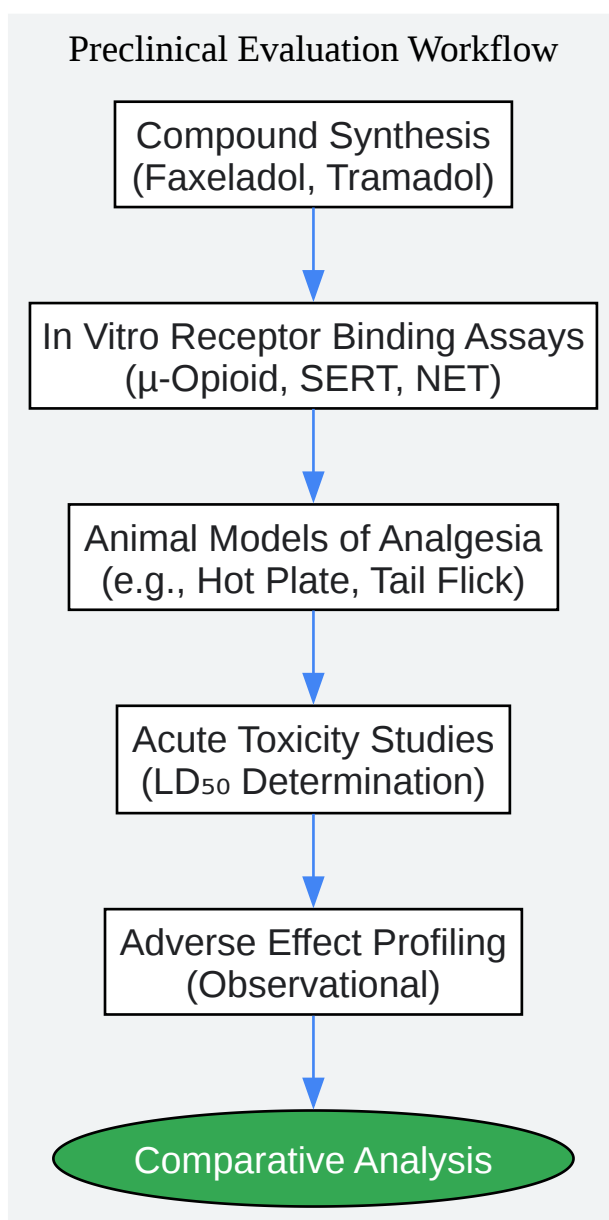 Preclinical Evaluation Workflow
Compound Synthesis
(Faxeladol, Tramadol)
In Vitro Receptor Binding Assays
(µ-Opioid, SERT, NET)
Animal Models of Analgesia
(e.g., Hot Plate, Tail Flick)
Acute Toxicity Studies
(LD₅₀ Determination)
Adverse Effect Profiling
(Observational)
Comparative Analysis